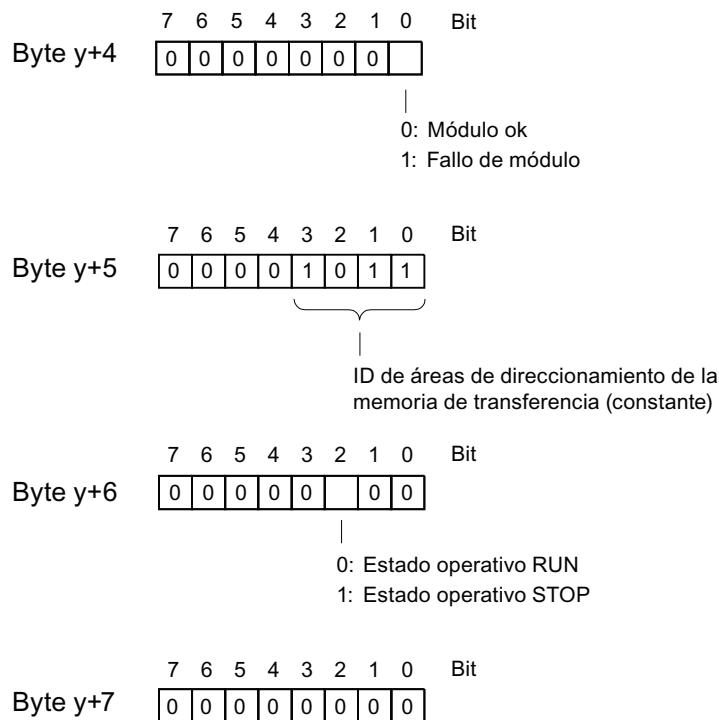 7 6 5 4 3 2 1 0 Bit
Byte y+4 0 0 0 0 0 0 0
0: Módulo ok
1: Fallo de módulo
7 6 5 4 3 2 1 0 Bit
Byte y+5 0 0 0 0 1 0 1 1
ID de áreas de direccionamiento de la
memoria de transferencia (constante)
7 6 5 4 3 2 1 0 Bit
Byte y+6 0 0 0 0 0 0 0
0: Estado operativo RUN
1: Estado operativo STOP
7 6 5 4 3 2 1 0 Bit
Byte y+7 0 0 0 0 0 0 0 0